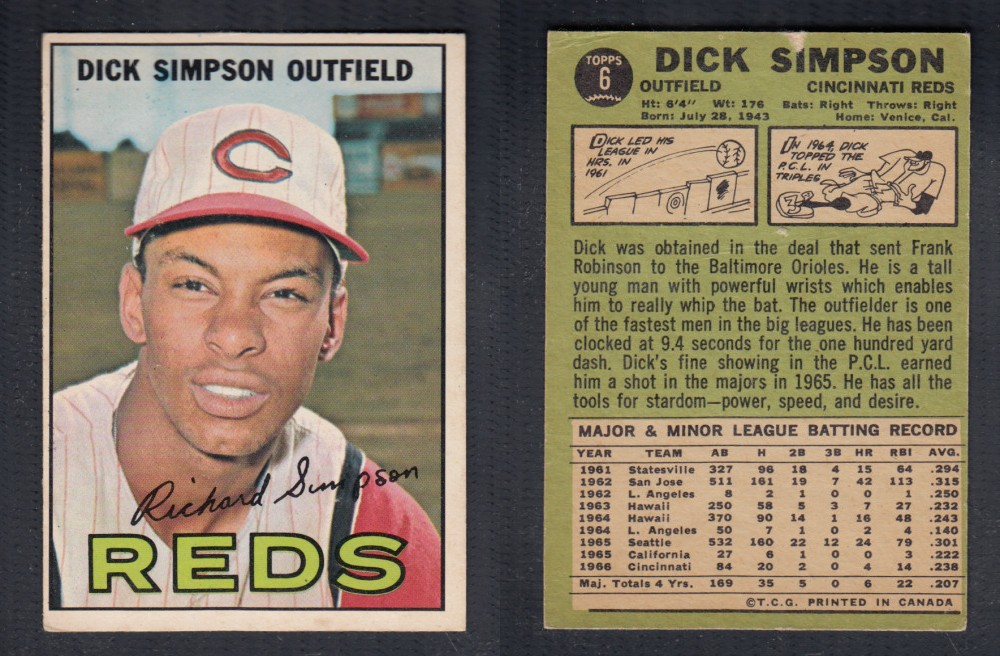 DICK SIMPSON OUTFIELD
C
Richard Simpson
REDS
TOPPS
6
DICK SIMPSON
OUTFIELD CINCINNATI REDS
Ht: 6'4" Wt: 176 Bats: Right Throws: Right
Born: July 28, 1943 Home: Venice, Cal.
DICK LED HIS
LEAGUE IN
HRS. IN
1961
IN 1964, DICK
TOPPED THE
P.C.L. IN
TRIPLES
Dick was obtained in the deal that sent Frank
Robinson to the Baltimore Orioles. He is a tall
young man with powerful wrists which enables
him to really whip the bat. The outfielder is one
of the fastest men in the big leagues. He has been
clocked at 9.4 seconds for the one hundred yard
dash. Dick's fine showing in the P.C.L. earned
him a shot in the majors in 1965. He has all the
tools for stardom—power, speed, and desire.
MAJOR & MINOR LEAGUE BATTING RECORD
YEAR TEAM AB H 2B 3B HR RBI AVG.
1961 Statesville 327 96 18 4 15 64 .294
1962 San Jose 511 161 19 7 42 113 .315
1962 L. Angeles 8 2 1 0 0 1 .250
1963 Hawaii 250 58 5 3 7 27 .232
1964 Hawaii 370 90 14 1 16 48 .243
1964 L. Angeles 50 7 1 0 2 4 .140
1965 Seattle 532 160 22 12 24 79 .301
1965 California 27 6 1 0 0 3 .222
1966 Cincinnati 84 20 2 0 4 14 .238
Maj. Totals 4 Yrs. 169 35 5 0 6 22 .207
©T.C.G. PRINTED IN CANADA